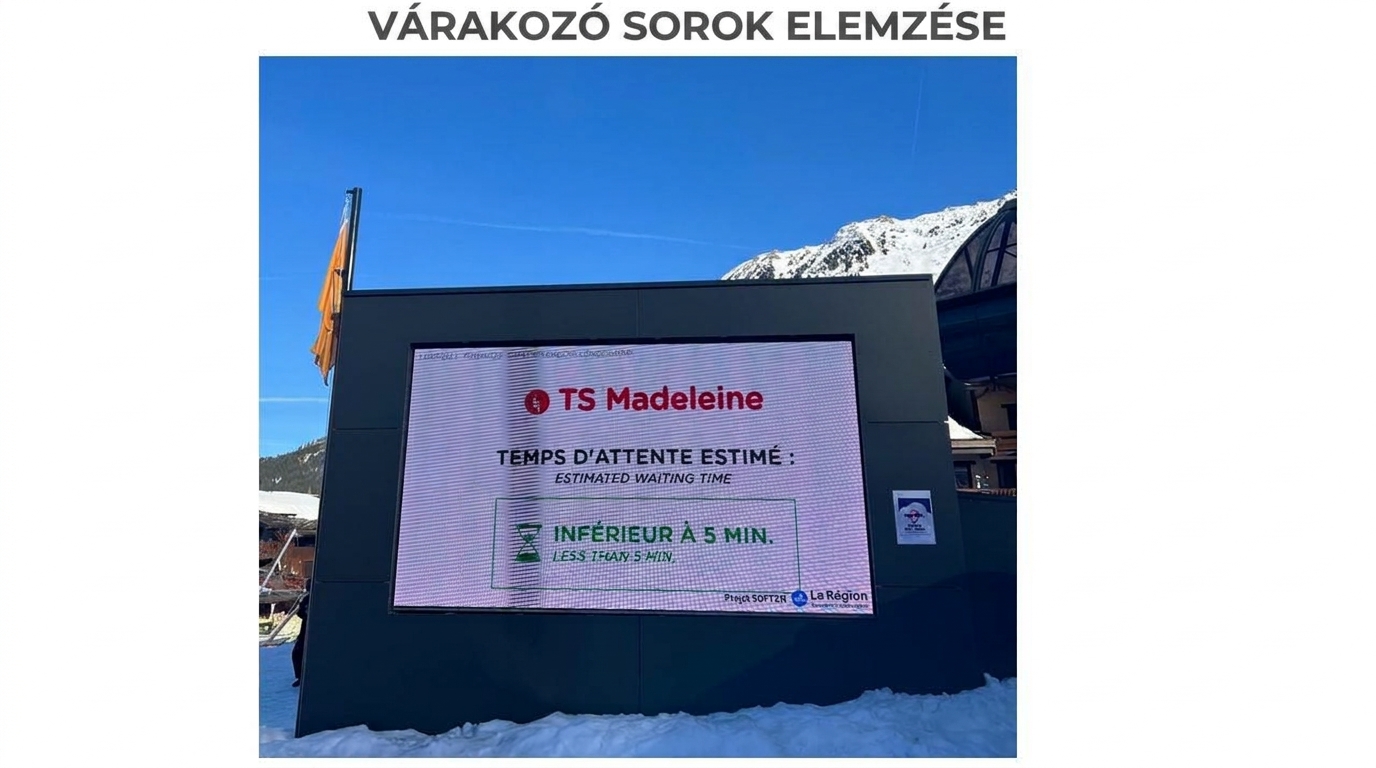 VÁRAKOZÓ SOROK ELEMZÉSE
TS Madeleine
TEMPS D'ATTENTE ESTIMÉ :
ESTIMATED WAITING TIME
INFÉRIEUR À 5 MIN.
LESS THAN 5 MIN.
SOFT2H
La Région